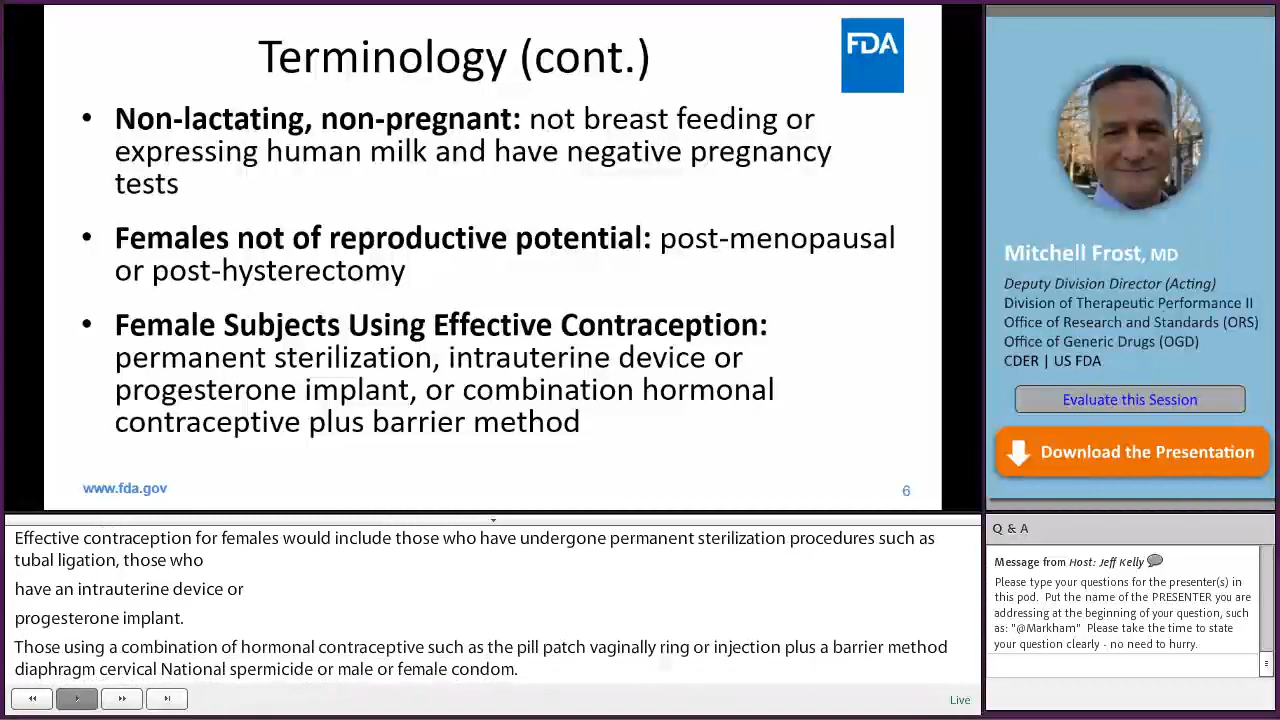 Terminology (cont.)
FDA
• Non-lactating, non-pregnant: not breast feeding or
expressing human milk and have negative pregnancy
tests
• Females not of reproductive potential: post-menopausal
or post-hysterectomy
• Female Subjects Using Effective Contraception:
permanent sterilization, intrauterine device or
progesterone implant, or combination hormonal
contraceptive plus barrier method
www.fda.gov
6
Mitchell Frost, MD
Deputy Division Director (Acting)
Division of Therapeutic Performance II
Office of Research and Standards (ORS)
Office of Generic Drugs (OGD)
CDER | US FDA
Evaluate this Session
Download the Presentation
Effective contraception for females would include those who have undergone permanent sterilization procedures such as
tubal ligation, those who
have an intrauterine device or
progesterone implant.
Those using a combination of hormonal contraceptive such as the pill patch vaginally ring or injection plus a barrier method
diaphragm cervical National spermicide or male or female condom.
Live
Q & A
Message from Host: Jeff Kelly
Please type your questions for the presenter(s) in
this pod. Put the name of the PRESENTER you are
addressing at the beginning of your question, such
as: "@Markham" Please take the time to state
your question clearly - no need to hurry.